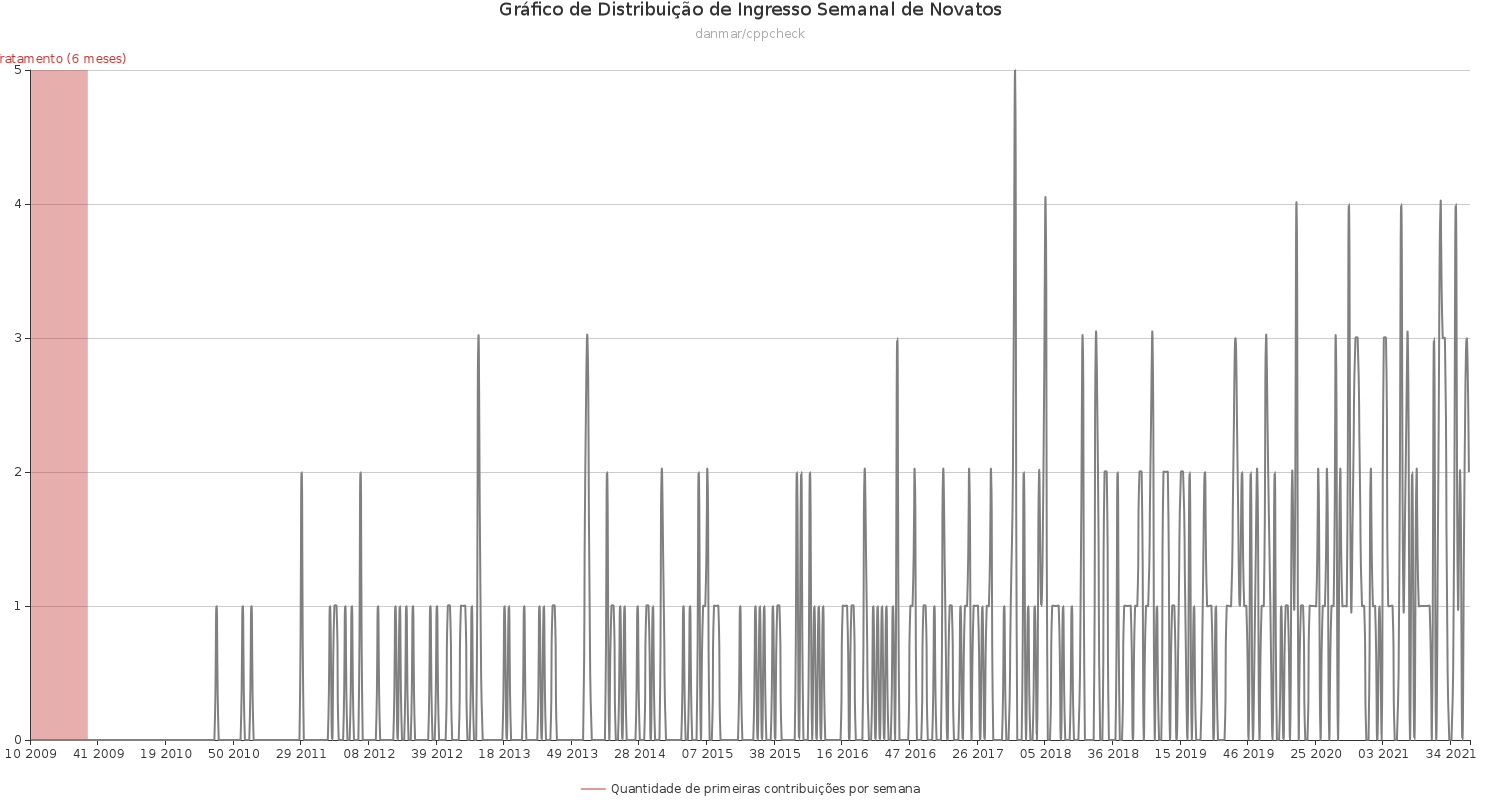 Gráfico de Distribuição de Ingresso Semanal de Novatos
danmar/cppcheck
ratamento (6 meses)
5
4
3
2
1
0
10 2009 41 2009 19 2010 50 2010 29 2011 08 2012 39 2012 18 2013 49 2013 28 2014 07 2015 38 2015 16 2016 47 2016 26 2017 05 2018 36 2018 15 2019 46 2019 25 2020 03 2021 34 2021
Quantidade de primeiras contribuições por semana